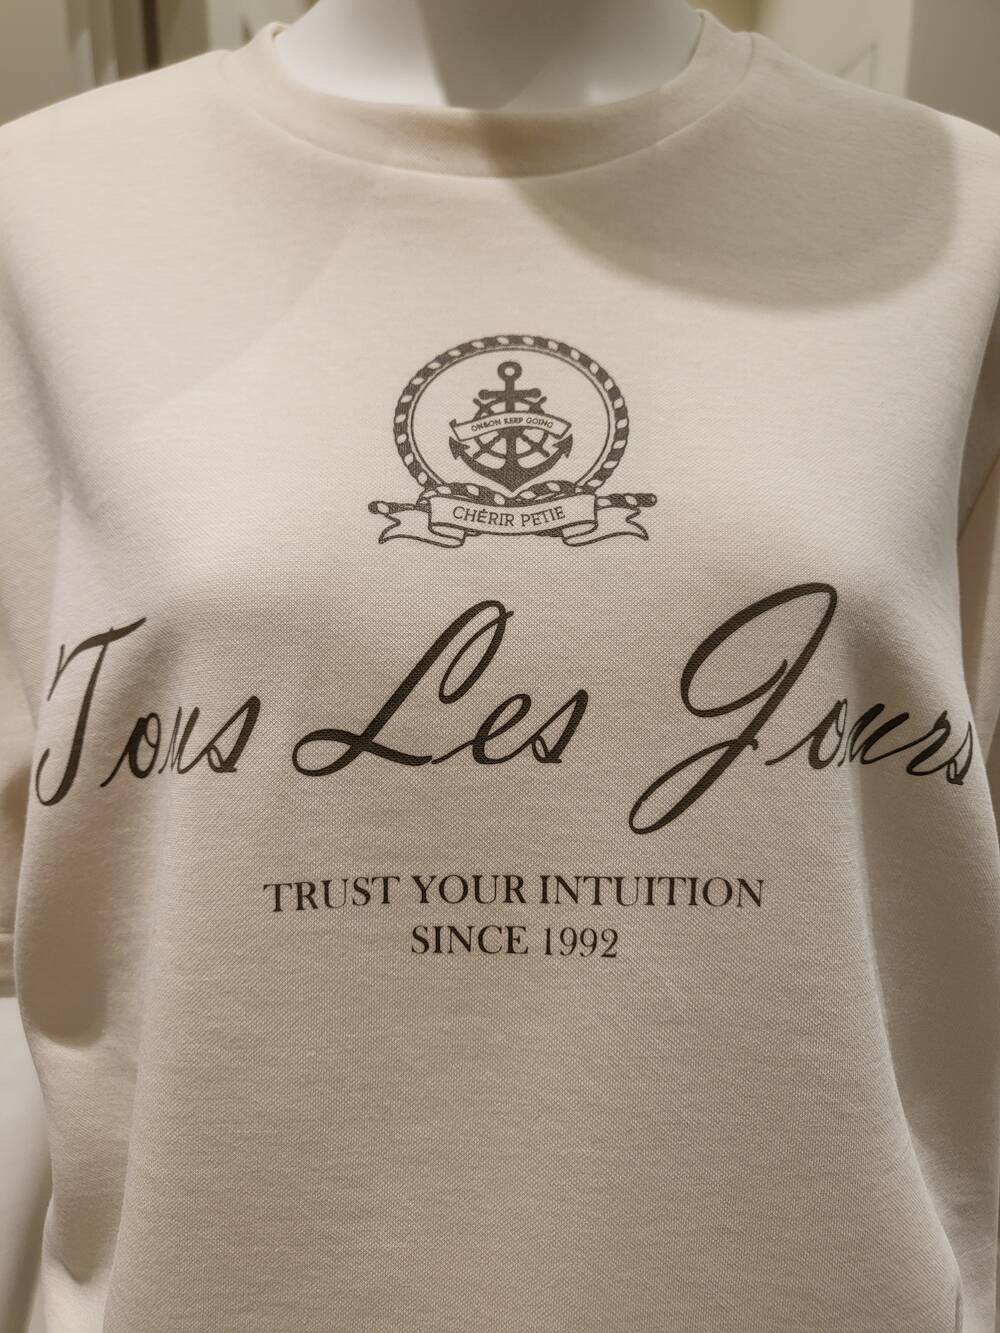 ON&ON KEEP GOING
CHÉRIR PETIE
Tous Les Jours
TRUST YOUR INTUITION
SINCE 1992